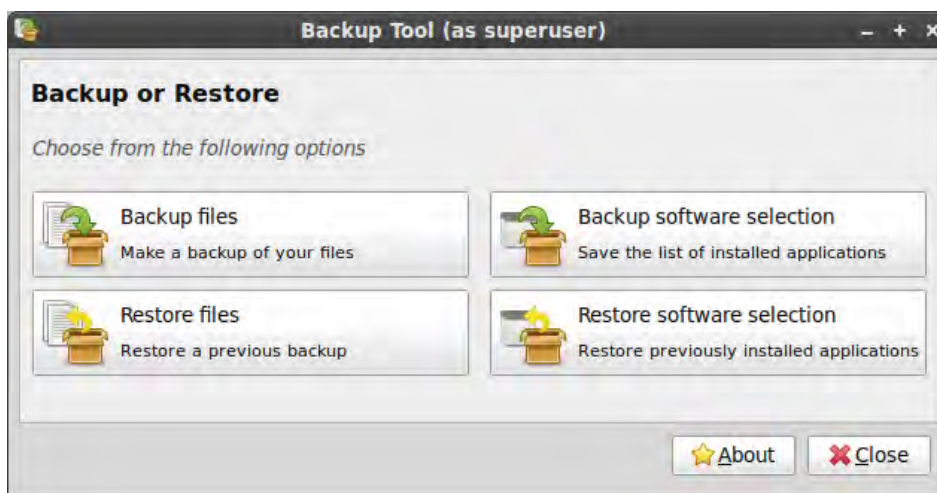 Backup Tool (as superuser)
Backup or Restore
Choose from the following options
Backup files
Make a backup of your files
Backup software selection
Save the list of installed applications
Restore files
Restore a previous backup
Restore software selection
Restore previously installed applications
About
Close